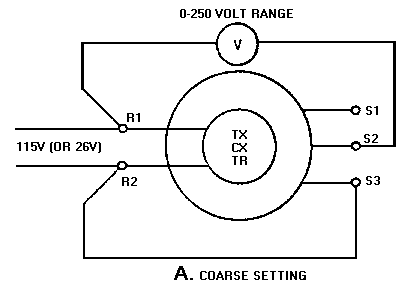 0-250 VOLT RANGE
V
R1
S1
115V (OR 26V)
TX
CX
TR
S2
R2
S3
A. COARSE SETTING